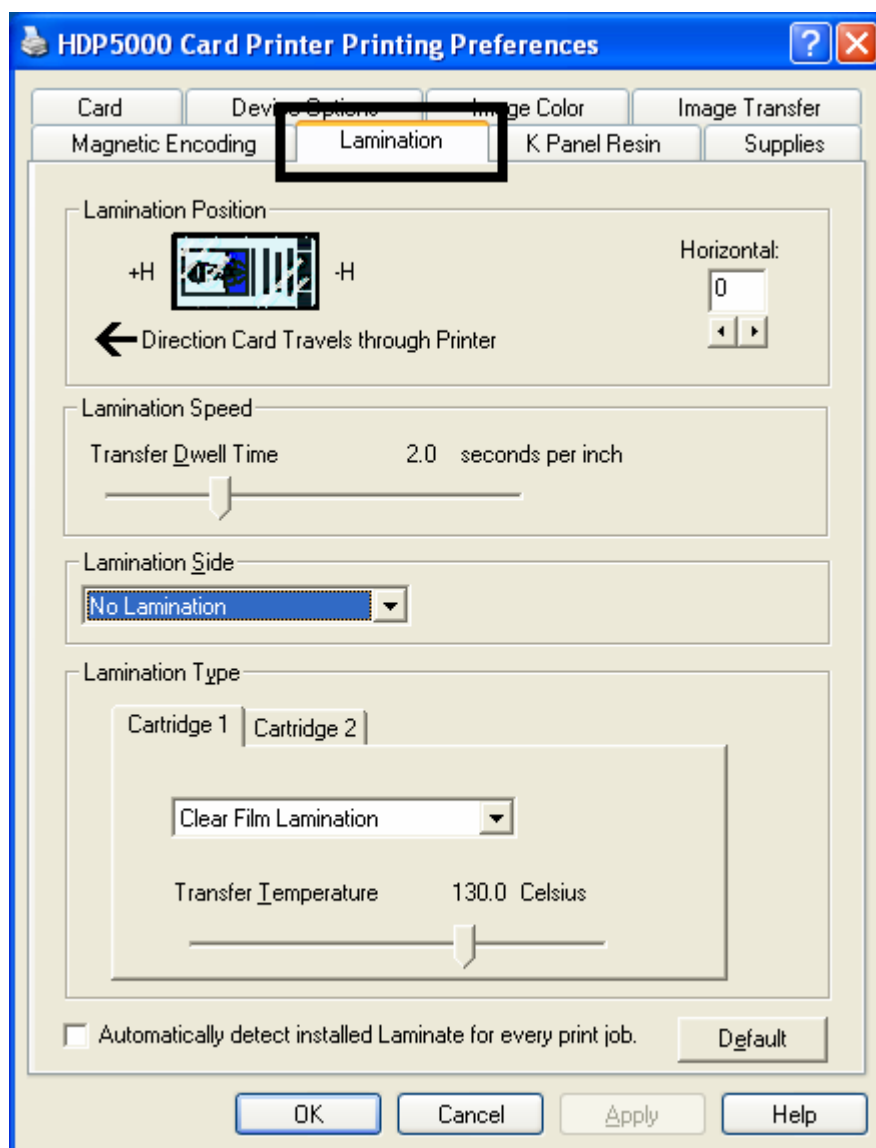 HDP5000 Card Printer Printing Preferences
Card Device Options Image Color Image Transfer
Magnetic Encoding Lamination K Panel Resin Supplies
Lamination Position
+H -H
Horizontal:
0
Direction Card Travels through Printer
Lamination Speed
Transfer Dwell Time 2.0 seconds per inch
Lamination Side
No Lamination
Lamination Type
Cartridge 1 Cartridge 2
Clear Film Lamination
Transfer Temperature 130.0 Celsius
Automatically detect installed Laminate for every print job.
Default
OK Cancel Apply Help